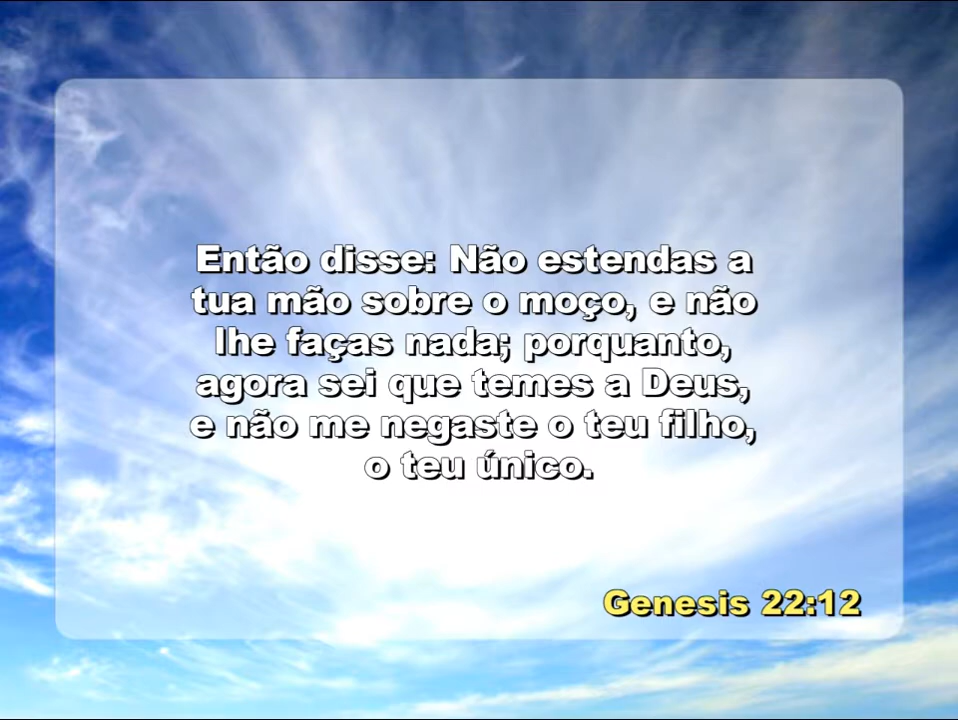 Então disse: Não estendas a
tua mão sobre o moço, e não
lhe faças nada; porquanto,
agora sei que temes a Deus,
e não me negaste o teu filho,
o teu único.
Genesis 22:12